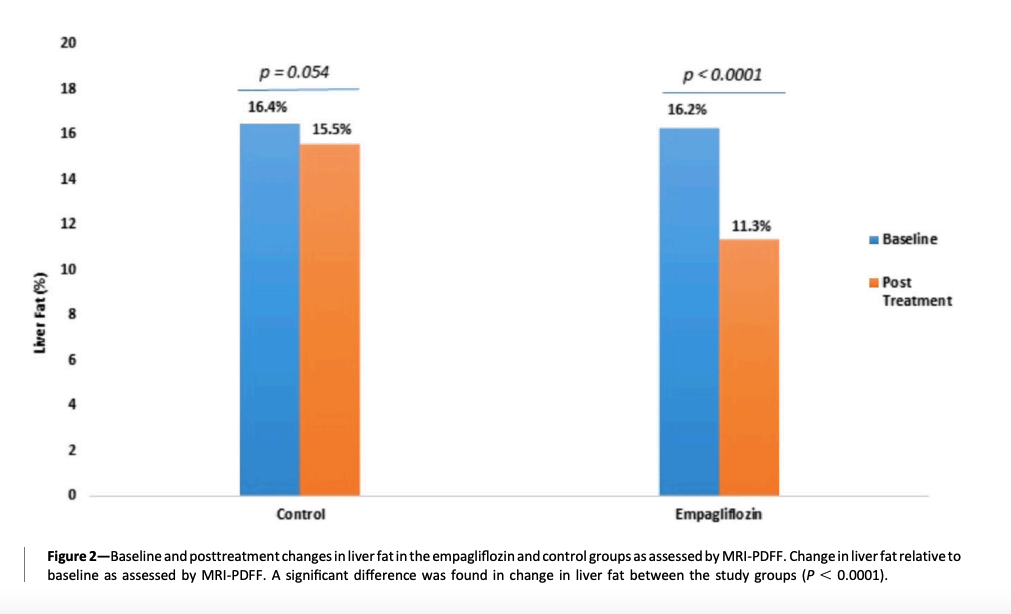 20
p = 0.054
p < 0.0001
18
16.4%
16.2%
15.5%
16
14
12
11.3%
10
8
6
4
2
0
Liver Fat (%)
Baseline
Post
Treatment
Control
Empagliflozin
Figure 2—Baseline and posttreatment changes in liver fat in the empagliflozin and control groups as assessed by MRI-PDFF. Change in liver fat relative to
baseline as assessed by MRI-PDFF. A significant difference was found in change in liver fat between the study groups (P < 0.0001).